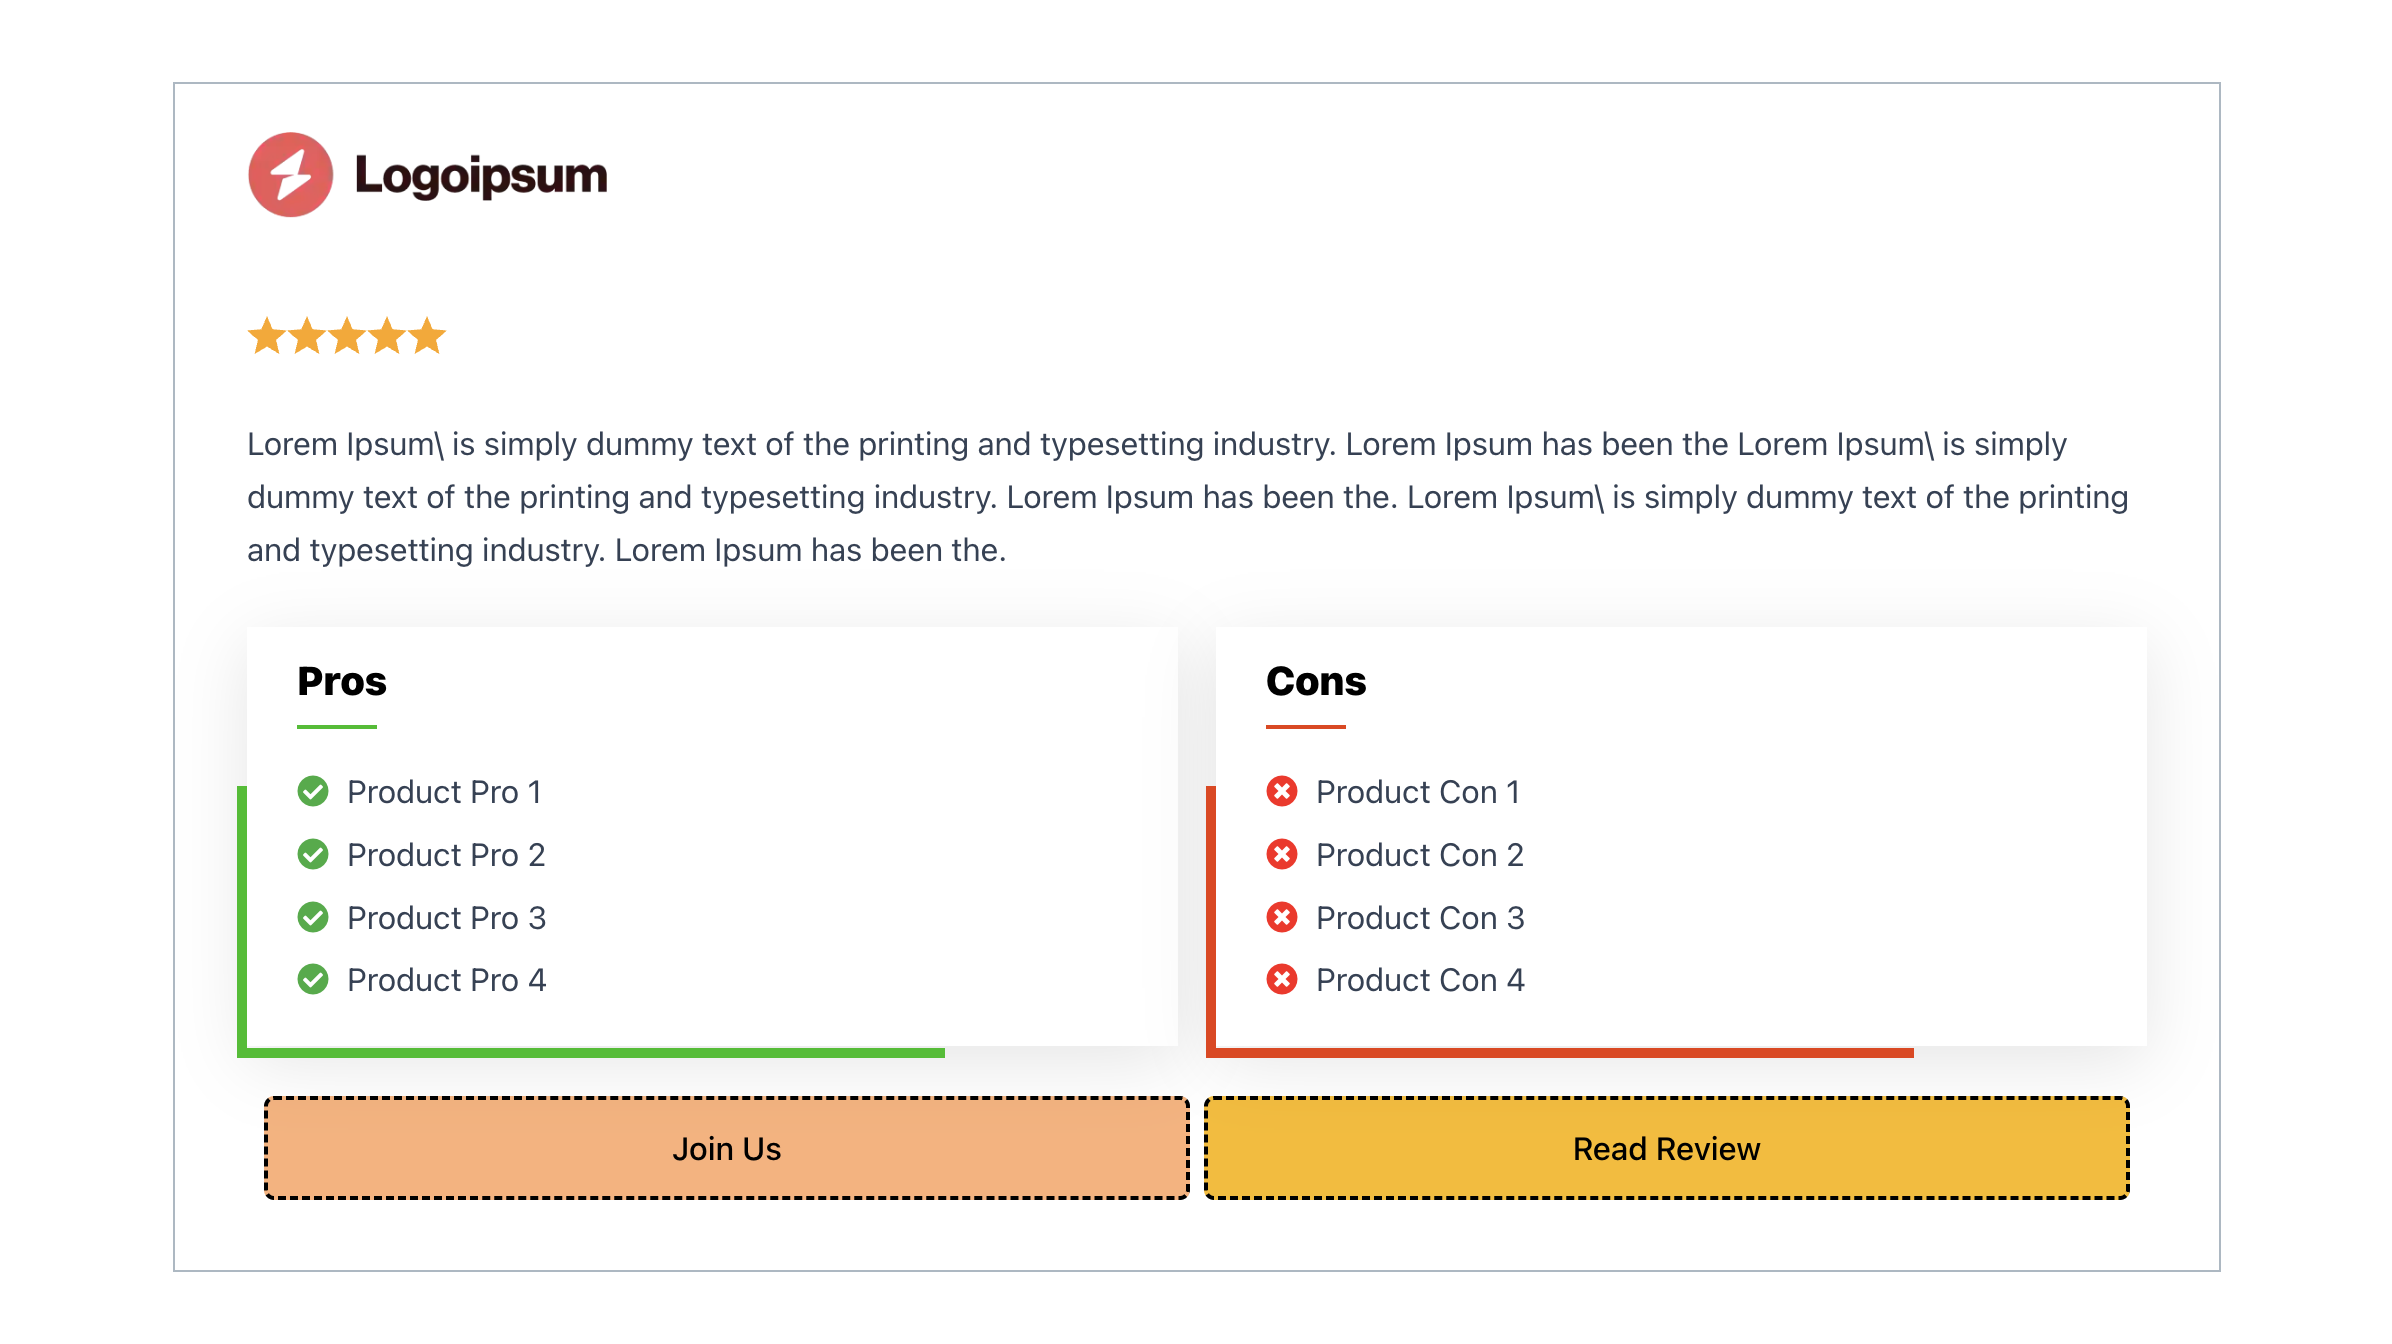 Logoipsum
Lorem Ipsum\ is simply dummy text of the printing and typesetting industry. Lorem Ipsum has been the Lorem Ipsum\ is simply
dummy text of the printing and typesetting industry. Lorem Ipsum has been the. Lorem Ipsum\ is simply dummy text of the printing
and typesetting industry. Lorem Ipsum has been the.
Pros
Product Pro 1
Product Pro 2
Product Pro 3
Product Pro 4
Cons
Product Con 1
Product Con 2
Product Con 3
Product Con 4
Join Us
Read Review